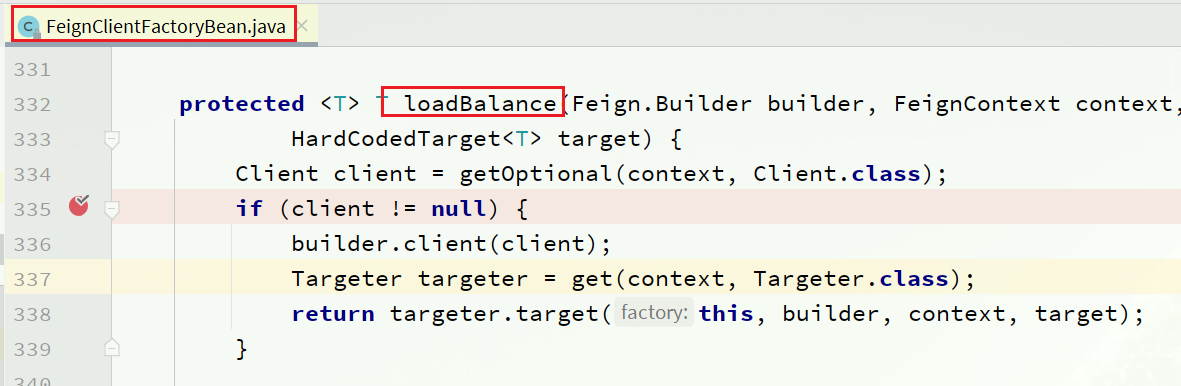 FeignClientFactoryBean.java
331
332 protected <T> T loadBalance(Feign.Builder builder, FeignContext context,
333 HardCodedTarget<T> target) {
334 Client client = getOptional(context, Client.class);
335 if (client != null) {
336 builder.client(client);
337 Targeter targeter = get(context, Targeter.class);
338 return targeter.target( factory: this, builder, context, target);
339 }
340